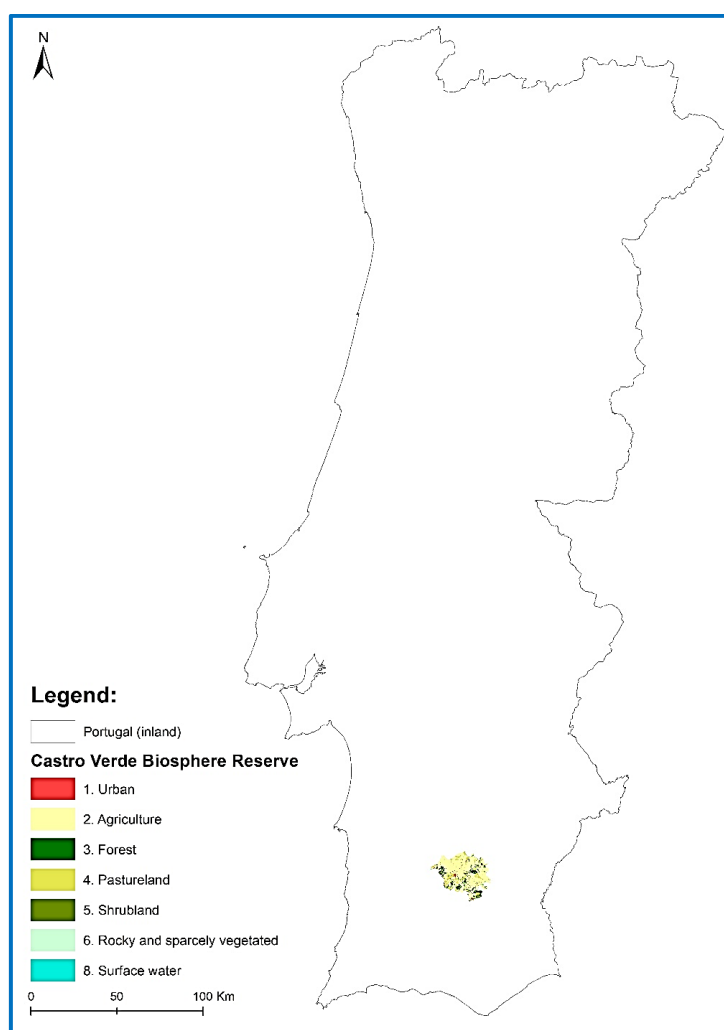 N
Legend:
Portugal (inland)
Castro Verde Biosphere Reserve
1. Urban
2. Agriculture
3. Forest
4. Pastureland
5. Shrubland
6. Rocky and sparcely vegetated
8. Surface water
0 50 100 Km